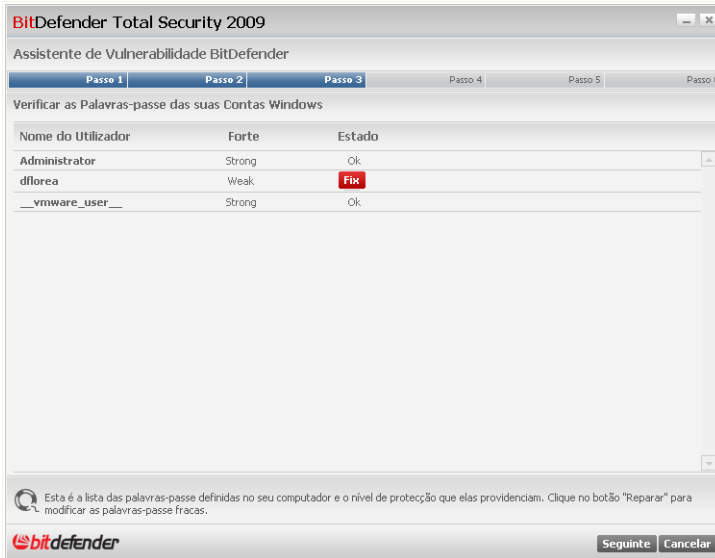 BitDefender Total Security 2009
Assistente de Vulnerabilidade BitDefender
Passo 1 Passo 2 Passo 3 Passo 4 Passo 5 Passo
Verificar as Palavras-passe das suas Contas Windows
Nome do Utilizador Forte Estado
Administrator Strong Ok
dflorea Weak Fix
__vmware_user__ Strong Ok
Esta é a lista das palavras-passe definidas no seu computador e o nível de protecção que elas providenciam. Clique no botão "Reparar" para
modificar as palavras-passe fracas.
bitdefender
Seguinte Cancelar